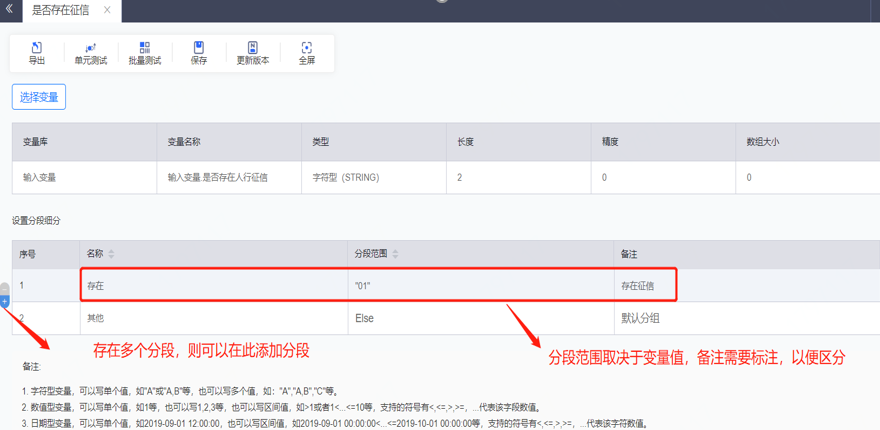 是否存在征信
导出 单元测试 批量测试 保存 更新版本 全屏
选择变量
变量库 变量名称 类型 长度 精度 数组大小
输入变量 输入变量.是否存在人行征信 字符型（STRING） 2 0 0
设置分段细分
序号 名称 分段范围 备注
1 存在 "01" 存在征信
2 其他 Else 默认分组
存在多个分段，则可以在此添加分段
分段范围取决于变量值，备注需要标注，以便区分
备注:
1. 字符型变量，可以写单个值，如"A"或"A,B"等，也可以写多个值，如："A","A,B","C"等。
2. 数值型变量，可以写单个值，如1等，也可以写1,2,3等，也可以写区间值，如>1或者1<...<=10等，支持的符号有<,<=,>,>=，...代表该字段数值。
3. 日期型变量，可以写单个值，如2019-09-01 12:00:00，也可以写区间值，如2019-09-01 00:00:00<...<=2019-10-01 00:00:00等，支持的符号有<,<=,>,>=，...代表该字符数值。